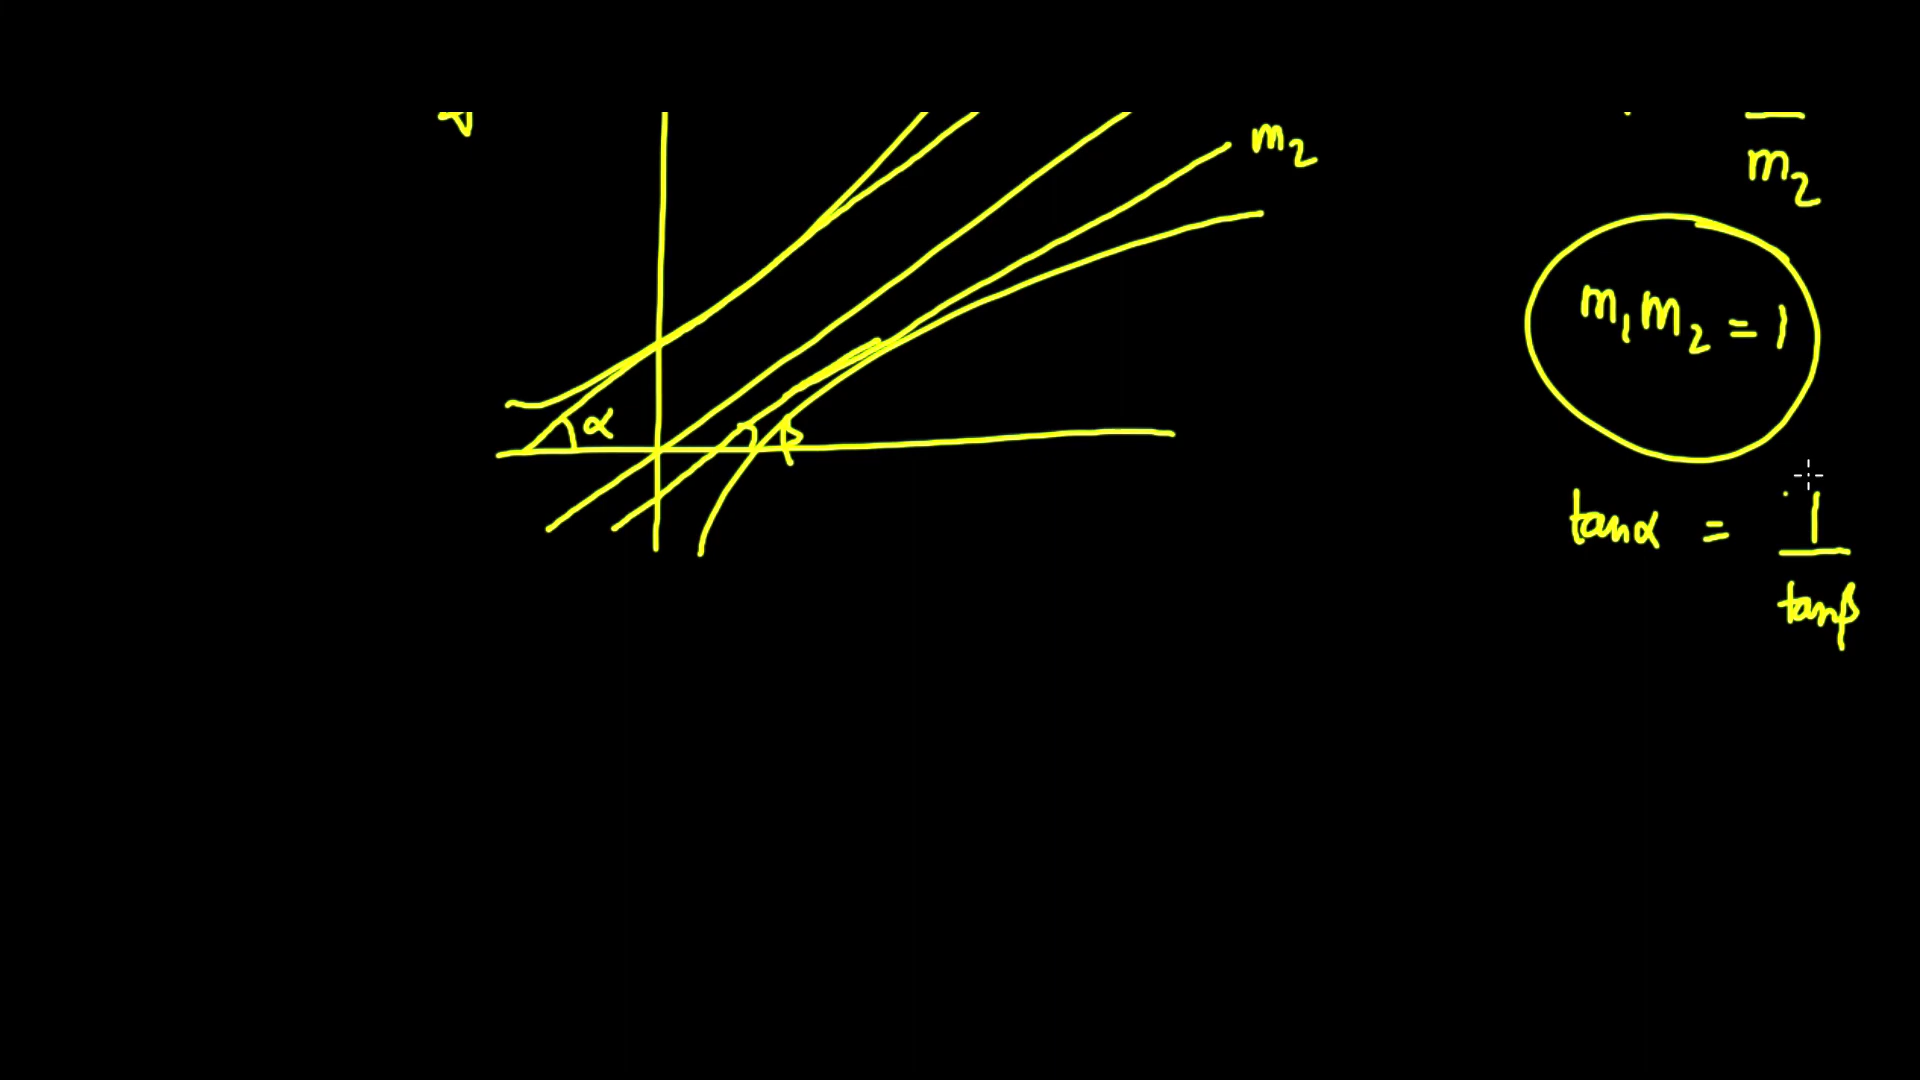 m₂
m₂
m₁m₂ = 1
α
β
tanα = 1/tanβ